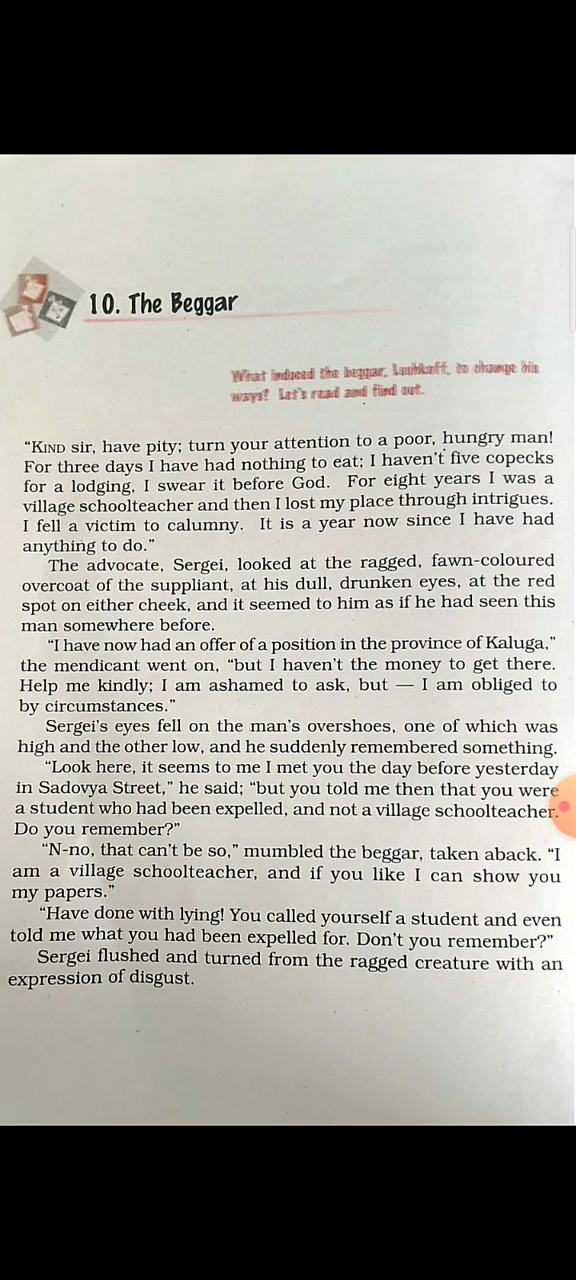 10. The Beggar
What induced the beggar, Lushkoff, to change his
ways? Let's read and find out.
“KIND sir, have pity; turn your attention to a poor, hungry man!
For three days I have had nothing to eat; I haven't five copecks
for a lodging, I swear it before God. For eight years I was a
village schoolteacher and then I lost my place through intrigues.
I fell a victim to calumny. It is a year now since I have had
anything to do.”
The advocate, Sergei, looked at the ragged, fawn-coloured
overcoat of the suppliant, at his dull, drunken eyes, at the red
spot on either cheek, and it seemed to him as if he had seen this
man somewhere before.
“I have now had an offer of a position in the province of Kaluga,”
the mendicant went on, “but I haven't the money to get there.
Help me kindly; I am ashamed to ask, but — I am obliged to
by circumstances.”
Sergei's eyes fell on the man's overshoes, one of which was
high and the other low, and he suddenly remembered something.
“Look here, it seems to me I met you the day before yesterday
in Sadovya Street,” he said; “but you told me then that you were
a student who had been expelled, and not a village schoolteacher.
Do you remember?”
“N-no, that can't be so,” mumbled the beggar, taken aback. “I
am a village schoolteacher, and if you like I can show you
my papers.”
“Have done with lying! You called yourself a student and even
told me what you had been expelled for. Don't you remember?”
Sergei flushed and turned from the ragged creature with an
expression of disgust.